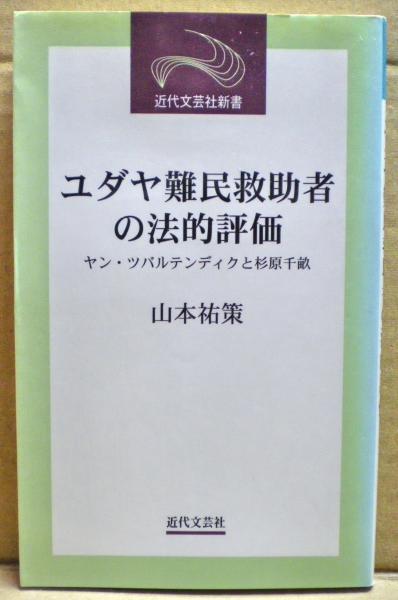 近代文芸社新書
ユダヤ難民救助者
の法的評価
ヤン・ツバルテンディクと杉原千畝
山本祐策
近代文芸社